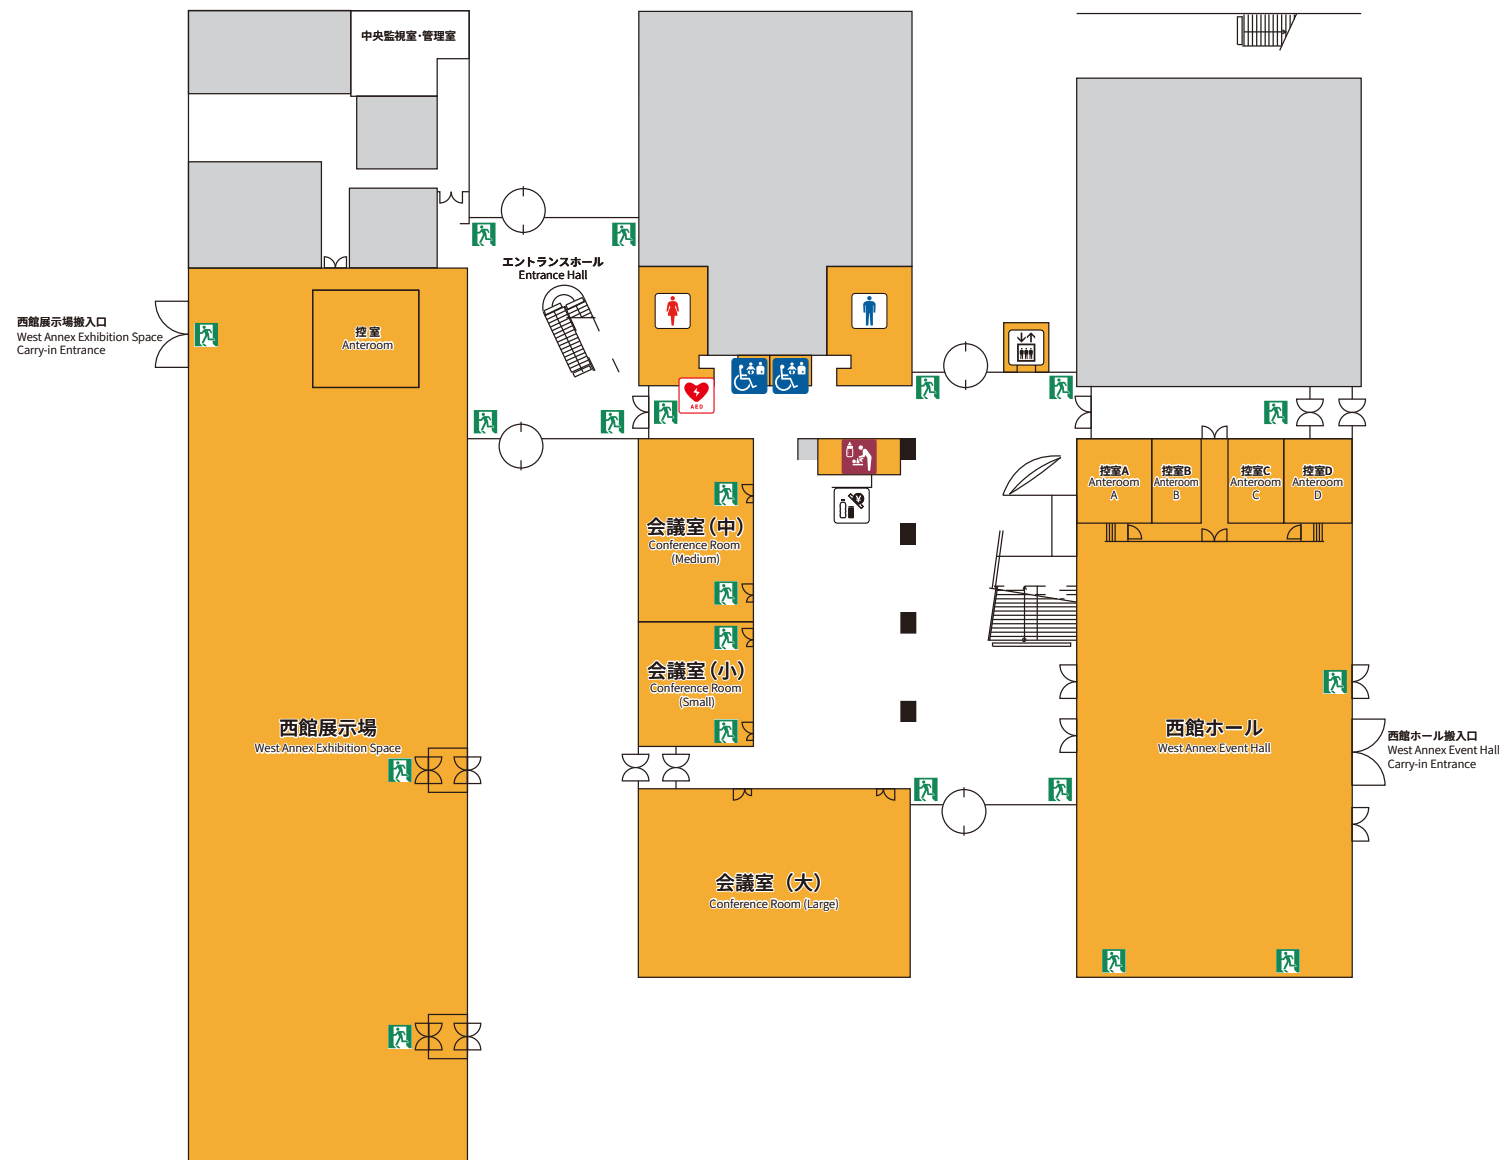 中央監視室・管理室
エントランスホール
Entrance Hall
西館展示場搬入口
West Annex Exhibition Space
Carry-in Entrance
控室
Anteroom
AED
控室A
Anteroom
A
控室B
Anteroom
B
控室C
Anteroom
C
控室D
Anteroom
D
会議室（中）
Conference Room
(Medium)
会議室（小）
Conference Room
(Small)
西館展示場
West Annex Exhibition Space
西館ホール
West Annex Event Hall
西館ホール搬入口
West Annex Event Hall
Carry-in Entrance
会議室（大）
Conference Room (Large)